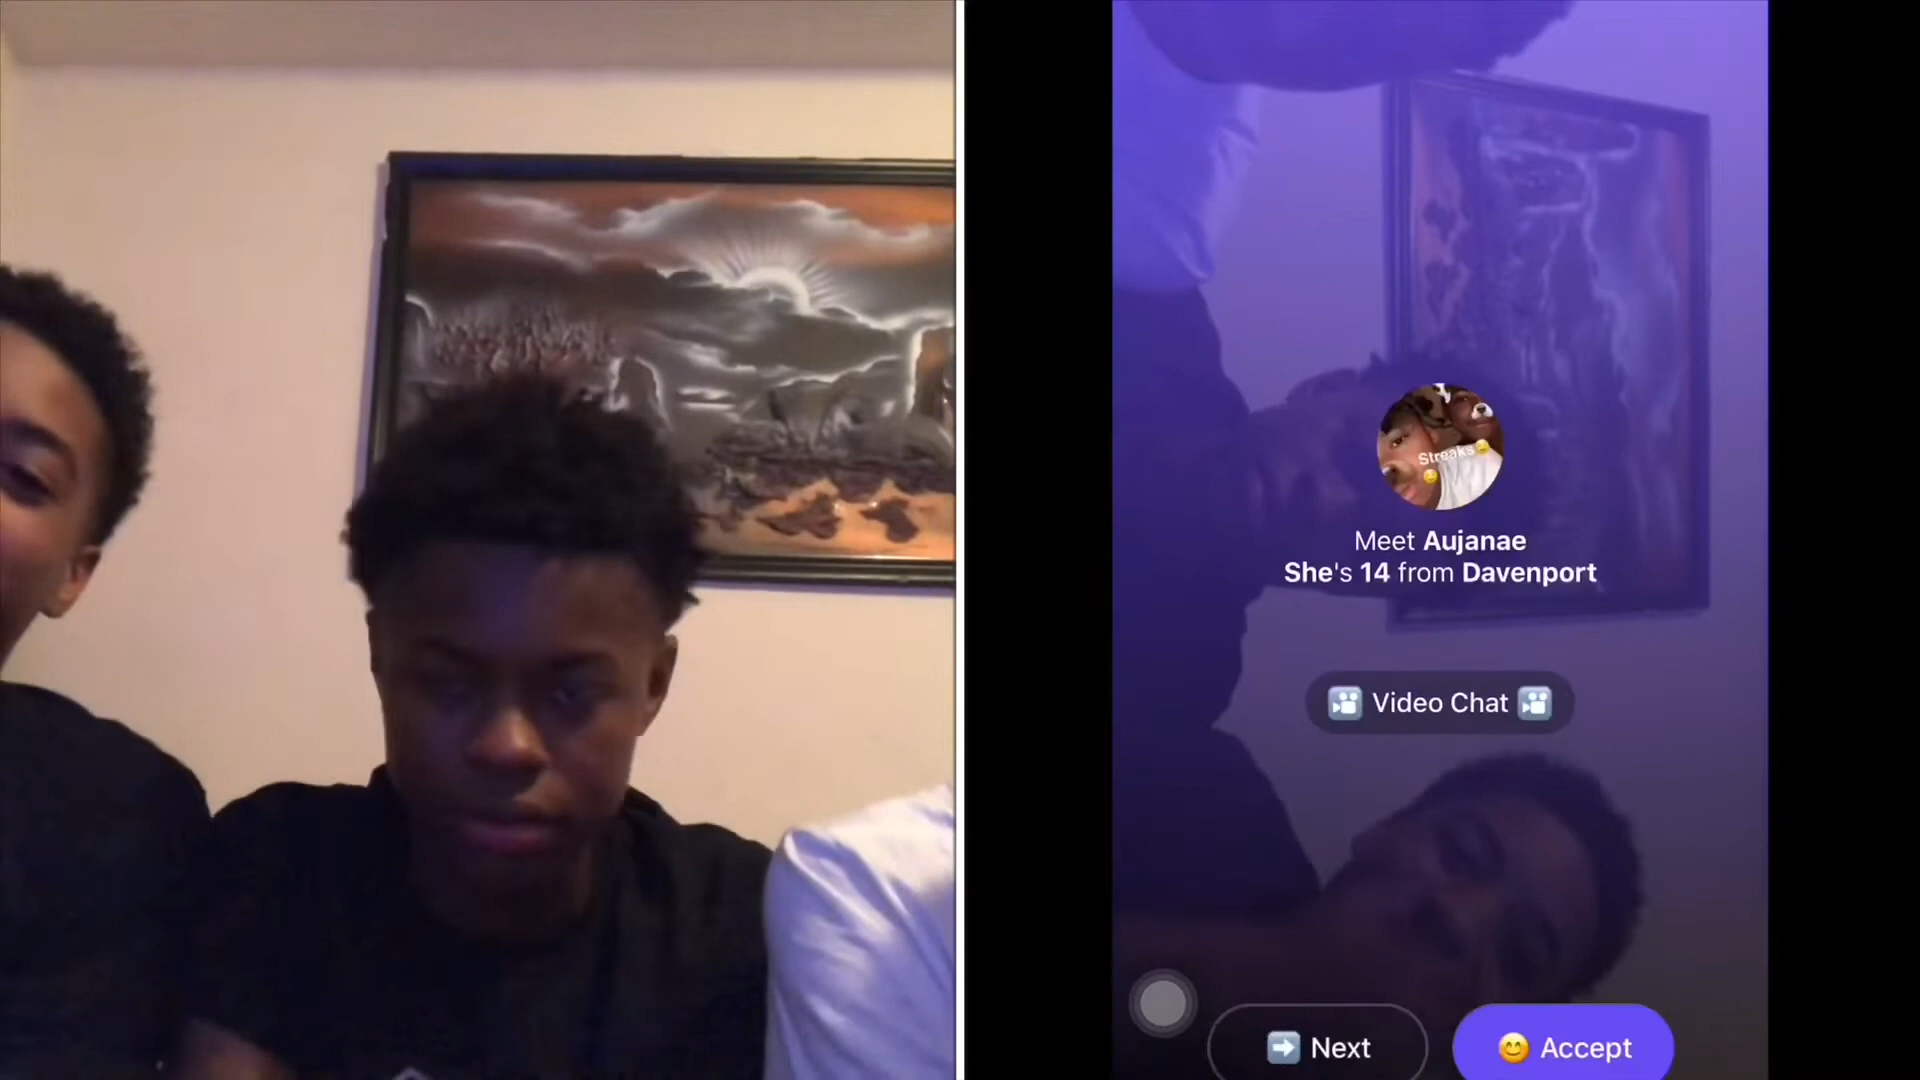 Streaks
Meet Aujanae
She's 14 from Davenport
Video Chat
Next
Accept